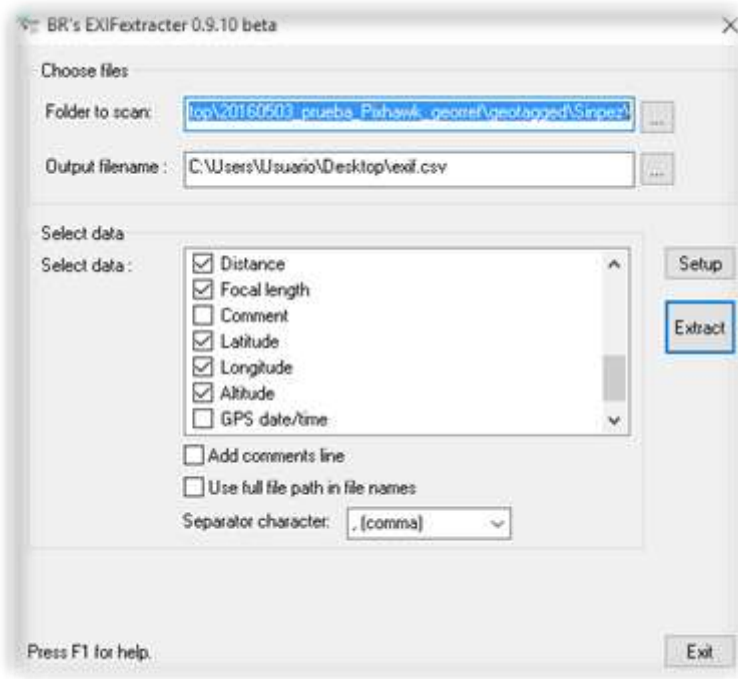 BR's EXIFextracter 0.9.10 beta
Choose files
Folder to scan: top\20160503_prueba_Pixhawk_georref\geotagged\Sinpez\ ...
Output filename : C:\Users\Usuario\Desktop\exif.csv ...
Select data
Select data : Distance
Focal length
Comment
Latitude
Longitude
Altitude
GPS date/time
Setup
Extract
Add comments line
Use full file path in file names
Separator character: , (comma)
Press F1 for help.
Exit